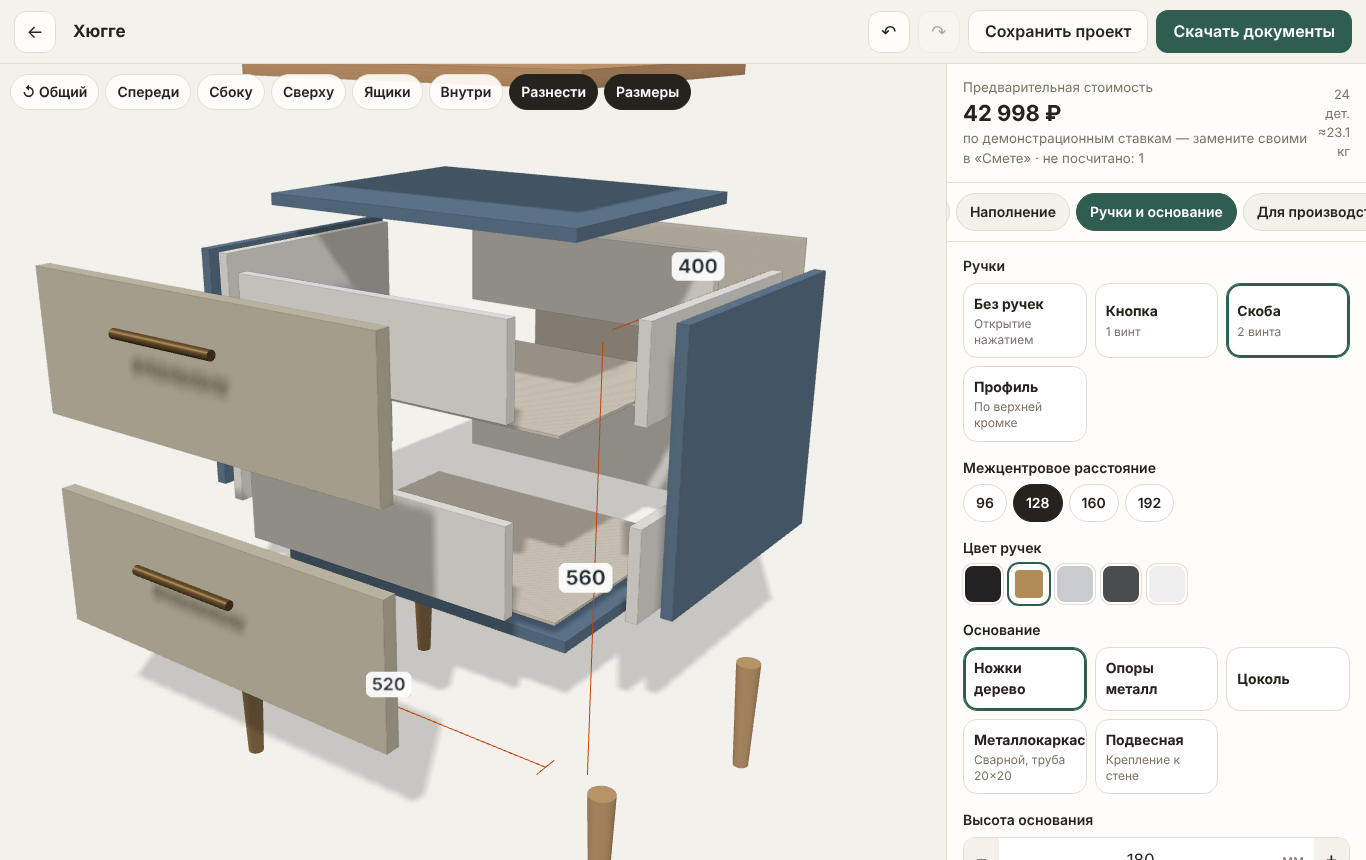 ← Хюгге ↶ ↷ Сохранить проект Скачать документы
↺ Общий Спереди Сбоку Сверху Ящики Внутри Разнести Размеры
400
560
520
Предварительная стоимость
42 998 ₽
по демонстрационным ставкам — замените своими
в «Смете» · не посчитано: 1
24
дет.
≈23.1
кг
Наполнение Ручки и основание Для производст
Ручки
Без ручек
Открытие
нажатием
Кнопка
1 винт
Скоба
2 винта
Профиль
По верхней
кромке
Межцентровое расстояние
96 128 160 192
Цвет ручек
Основание
Ножки
дерево
Опоры
металл
Цоколь
Металлокаркас
Сварной, труба
20×20
Подвесная
Крепление к
стене
Высота основания
− 180 мм +